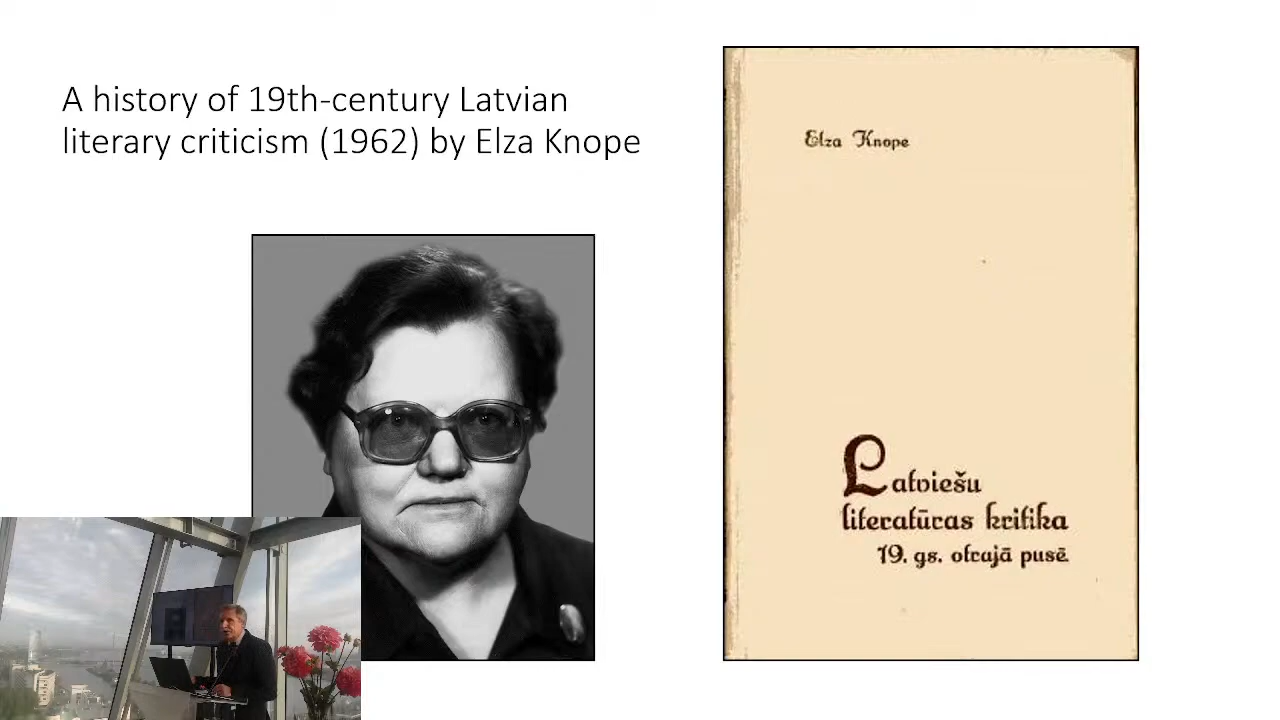 A history of 19th-century Latvian
literary criticism (1962) by Elza Knope
Elza Knope
Latviešu
literatūras kritika
19. gs. otrajā pusē